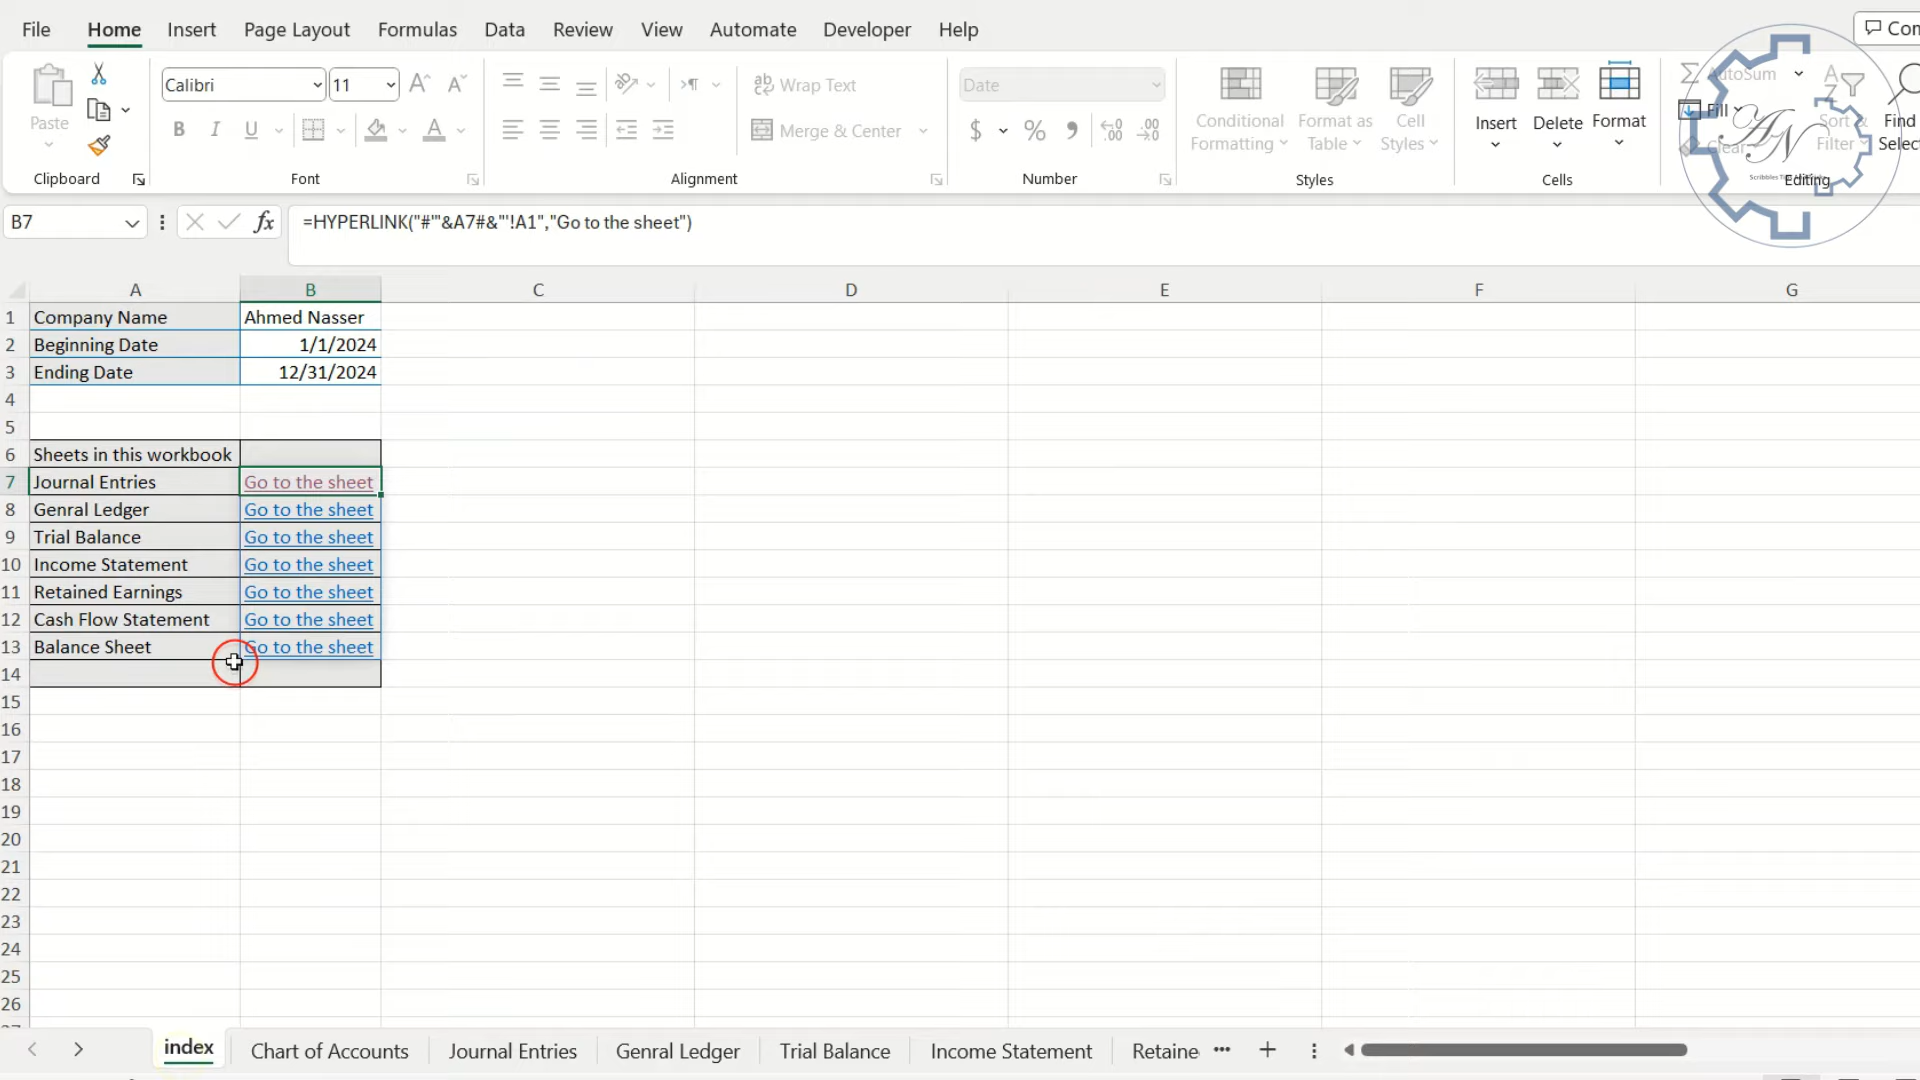 File Home Insert Page Layout Formulas Data Review View Automate Developer Help Con
Calibri 11 Wrap Text Date AutoSum
Paste Conditional Format as Cell Insert Delete Format Fill Sort & Find
B I U A Merge & Center $ % Formatting Table Styles Clear Filter Selec
Clipboard Font Alignment Number Styles Cells Editing
AN
B7 fx =HYPERLINK("#'"&A7#&"'!A1","Go to the sheet")
A B C D E F G
1 Company Name Ahmed Nasser
2 Beginning Date 1/1/2024
3 Ending Date 12/31/2024
4
5
6 Sheets in this workbook
7 Journal Entries Go to the sheet
8 Genral Ledger Go to the sheet
9 Trial Balance Go to the sheet
10 Income Statement Go to the sheet
11 Retained Earnings Go to the sheet
12 Cash Flow Statement Go to the sheet
13 Balance Sheet Go to the sheet
14
15
16
17
18
19
20
21
22
23
24
25
26
index Chart of Accounts Journal Entries Genral Ledger Trial Balance Income Statement Retaine ···